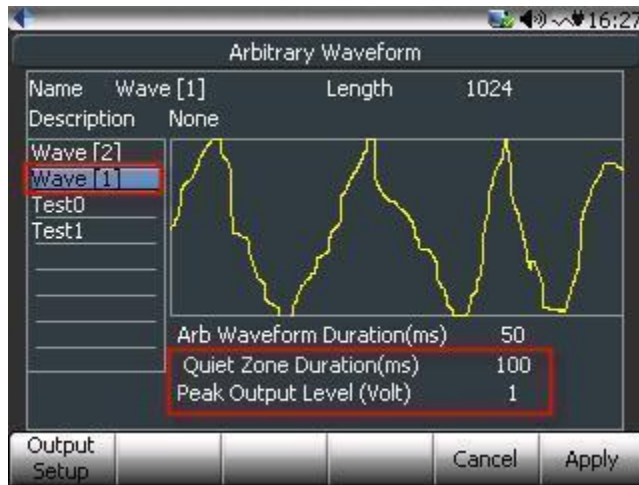 16:27
Arbitrary Waveform
Name Wave [1] Length 1024
Description None
Wave [2]
Wave [1]
Test0
Test1
Arb Waveform Duration(ms) 50
Quiet Zone Duration(ms) 100
Peak Output Level (Volt) 1
Output Setup
Cancel
Apply